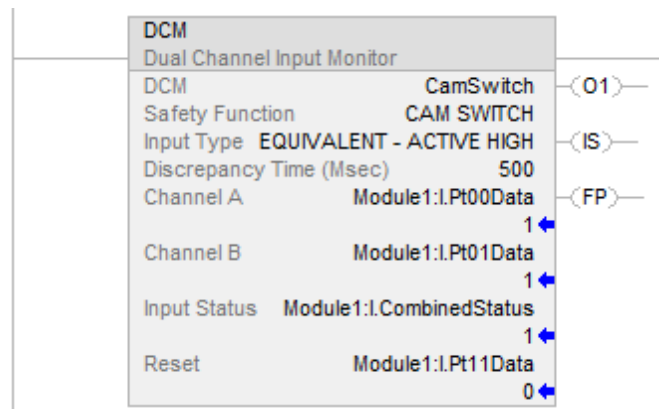 DCM
Dual Channel Input Monitor
DCM CamSwitch (O1)
Safety Function CAM SWITCH
Input Type EQUIVALENT - ACTIVE HIGH (IS)
Discrepancy Time (Msec) 500
Channel A Module1:I.Pt00Data (FP)
1
Channel B Module1:I.Pt01Data
1
Input Status Module1:I.CombinedStatus
1
Reset Module1:I.Pt11Data
0